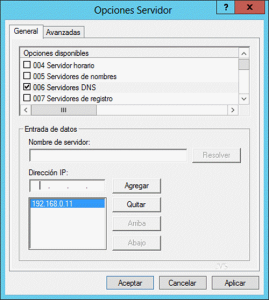 Opciones Servidor
?
X
General
Avanzadas
Opciones disponibles
004 Servidor horario
005 Servidores de nombres
006 Servidores DNS
007 Servidores de registro
Entrada de datos
Nombre de servidor:
Resolver
Dirección IP:
Agregar
192.168.0.11
Quitar
Arriba
Abajo
Aceptar
Cancelar
Aplicar